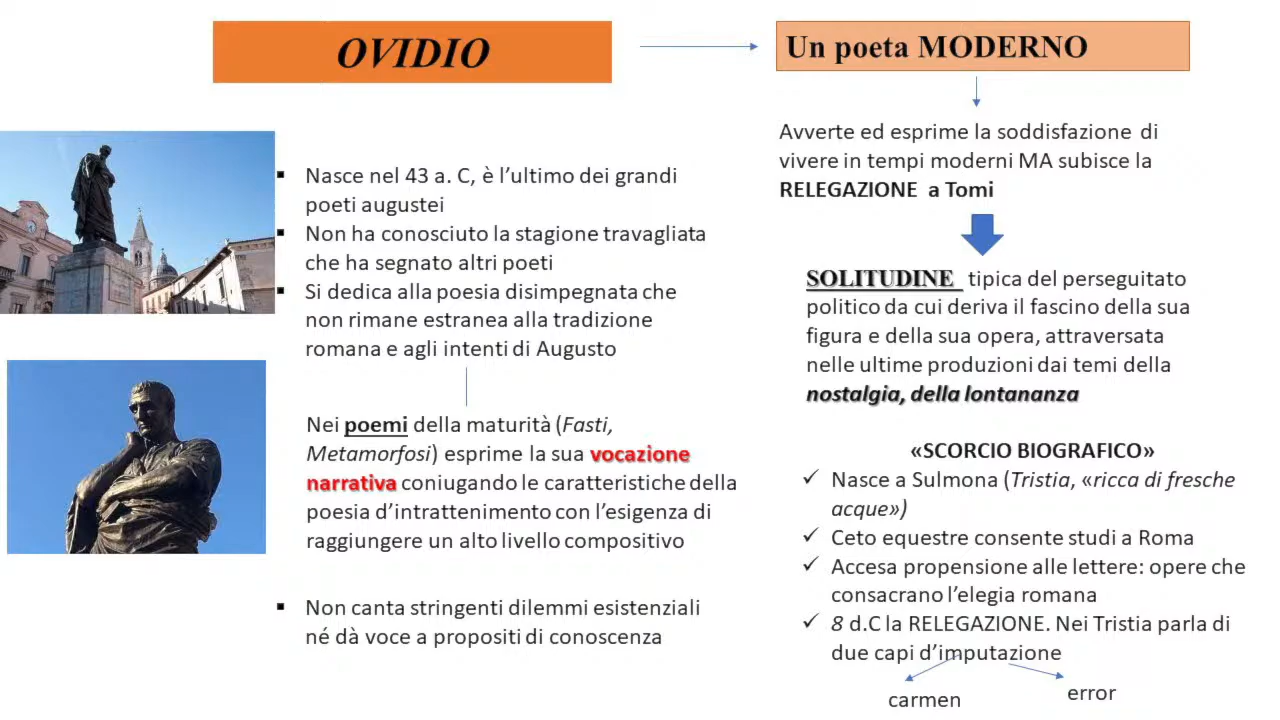 OVIDIO
Un poeta MODERNO
Nasce nel 43 a. C, è l’ultimo dei grandi
poeti augustei
Non ha conosciuto la stagione travagliata
che ha segnato altri poeti
Si dedica alla poesia disimpegnata che
non rimane estranea alla tradizione
romana e agli intenti di Augusto
Nei poemi della maturità (Fasti,
Metamorfosi) esprime la sua vocazione
narrativa coniugando le caratteristiche della
poesia d’intrattenimento con l’esigenza di
raggiungere un alto livello compositivo
Non canta stringenti dilemmi esistenziali
né dà voce a propositi di conoscenza
Avverte ed esprime la soddisfazione di
vivere in tempi moderni MA subisce la
RELEGAZIONE a Tomi
SOLITUDINE tipica del perseguitato
politico da cui deriva il fascino della sua
figura e della sua opera, attraversata
nelle ultime produzioni dai temi della
nostalgia, della lontananza
«SCORCIO BIOGRAFICO»
Nasce a Sulmona (Tristia, «ricca di fresche
acque»)
Ceto equestre consente studi a Roma
Accesa propensione alle lettere: opere che
consacrano l’elegia romana
8 d.C la RELEGAZIONE. Nei Tristia parla di
due capi d’imputazione
carmen
error